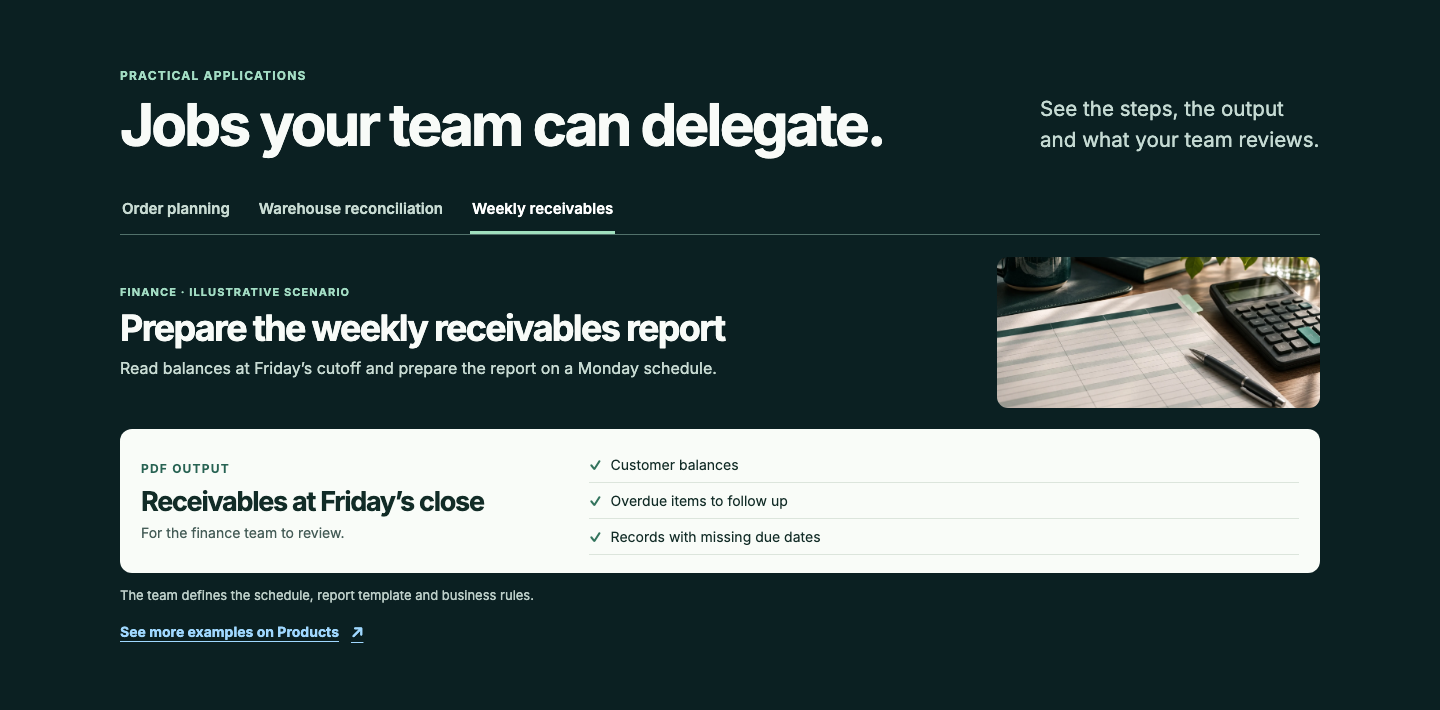 PRACTICAL APPLICATIONS
Jobs your team can delegate.
See the steps, the output
and what your team reviews.
Order planning
Warehouse reconciliation
Weekly receivables
FINANCE · ILLUSTRATIVE SCENARIO
Prepare the weekly receivables report
Read balances at Friday’s cutoff and prepare the report on a Monday schedule.
PDF OUTPUT
Receivables at Friday’s close
For the finance team to review.
Customer balances
Overdue items to follow up
Records with missing due dates
The team defines the schedule, report template and business rules.
See more examples on Products